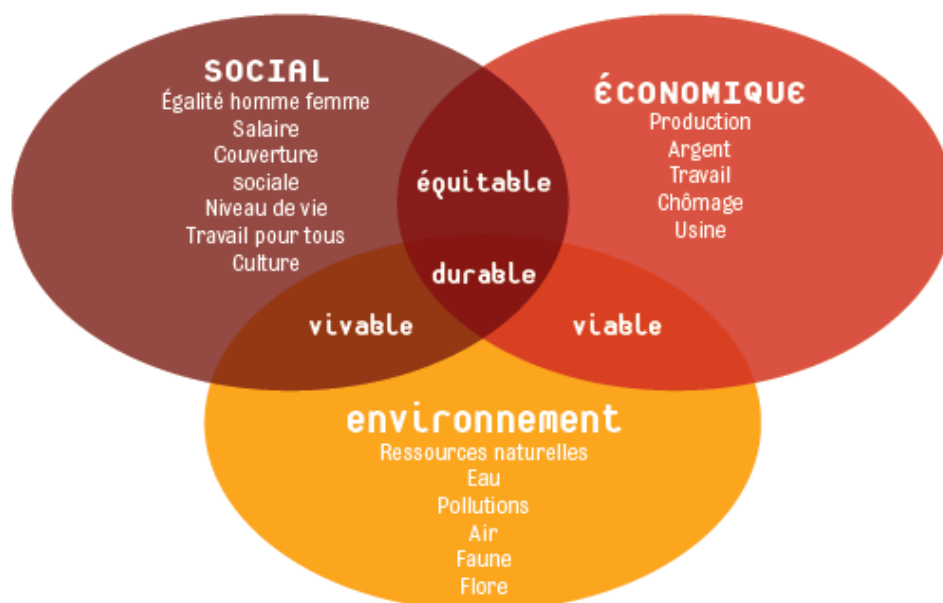 SOCIAL
Égalité homme femme
Salaire
Couverture
sociale
Niveau de vie
Travail pour tous
Culture
équitable
ÉCONOMIQUE
Production
Argent
Travail
Chômage
Usine
durable
vivable
viable
environnement
Ressources naturelles
Eau
Pollutions
Air
Faune
Flore